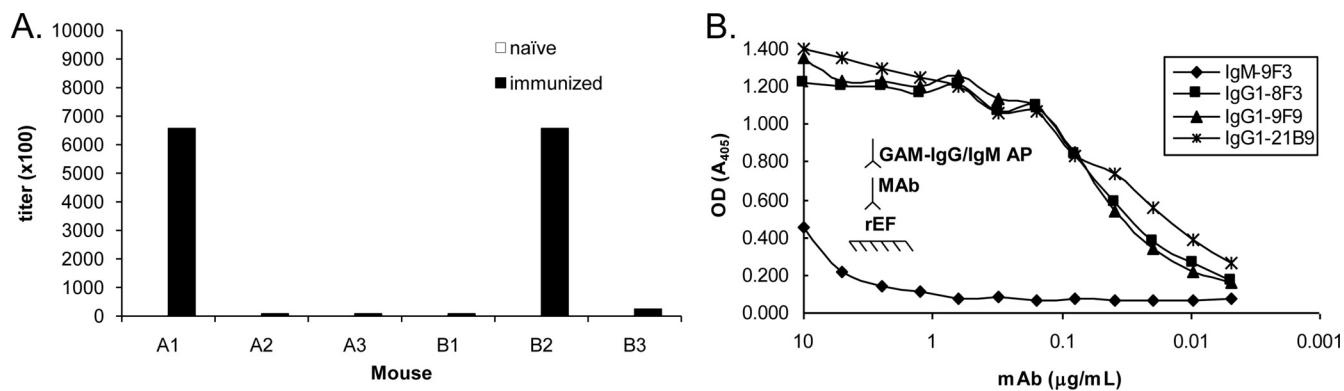 A.
10000
9000
8000
7000
6000
5000
4000
3000
2000
1000
0
titer (x100)
naïve
immunized
A1 A2 A3 B1 B2 B3
Mouse
B.
1.400
1.200
1.000
0.800
0.600
0.400
0.200
0.000
OD (A405)
IgM-9F3
IgG1-8F3
IgG1-9F9
IgG1-21B9
GAM-IgG/IgM AP
MAb
rEF
10 1 0.1 0.01 0.001
mAb (µg/mL)